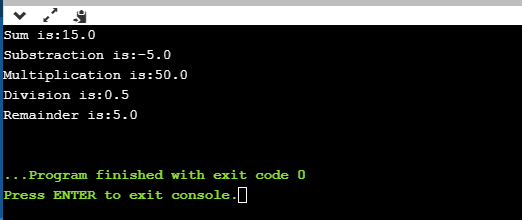 Sum is:15.0
Substraction is:-5.0
Multiplication is:50.0
Division is:0.5
Remainder is:5.0
...Program finished with exit code 0
Press ENTER to exit console.